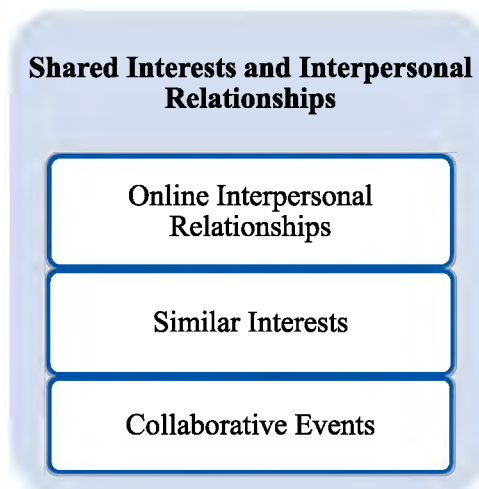 Shared Interests and Interpersonal
Relationships
Online Interpersonal
Relationships
Similar Interests
Collaborative Events